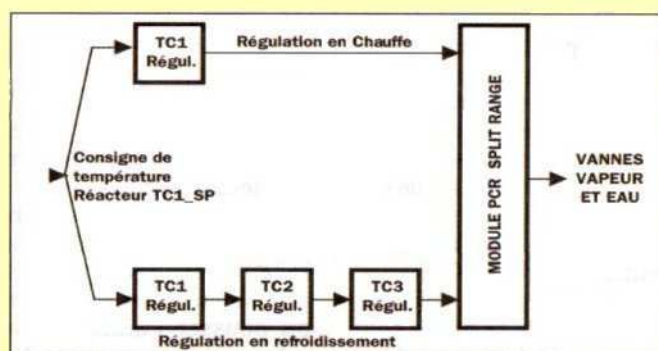 TC1
Régul.
Régulation en Chauffe
Consigne de
température
Réacteur TC1_SP
TC1
Régul.
TC2
Régul.
TC3
Régul.
Régulation en refroidissement
MODULE PCR SPLIT RANGE
VANNES
VAPEUR
ET EAU